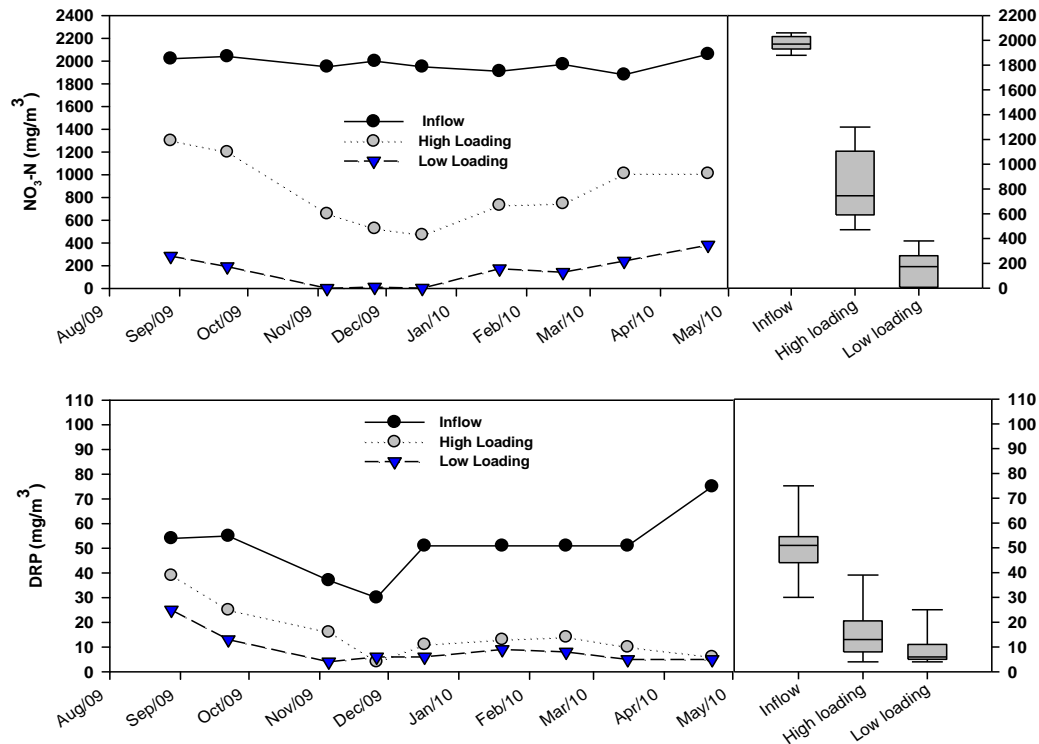 NO3-N (mg/m3)
2400
2200
2000
1800
1600
1400
1200
1000
800
600
400
200
0
Inflow
High Loading
Low Loading
Aug/09
Sep/09
Oct/09
Nov/09
Dec/09
Jan/10
Feb/10
Mar/10
Apr/10
May/10
2200
2000
1800
1600
1400
1200
1000
800
600
400
200
0
Inflow
High loading
Low loading
DRP (mg/m3)
110
100
90
80
70
60
50
40
30
20
10
0
Inflow
High Loading
Low Loading
Aug/09
Sep/09
Oct/09
Nov/09
Dec/09
Jan/10
Feb/10
Mar/10
Apr/10
May/10
110
100
90
80
70
60
50
40
30
20
10
0
Inflow
High loading
Low loading